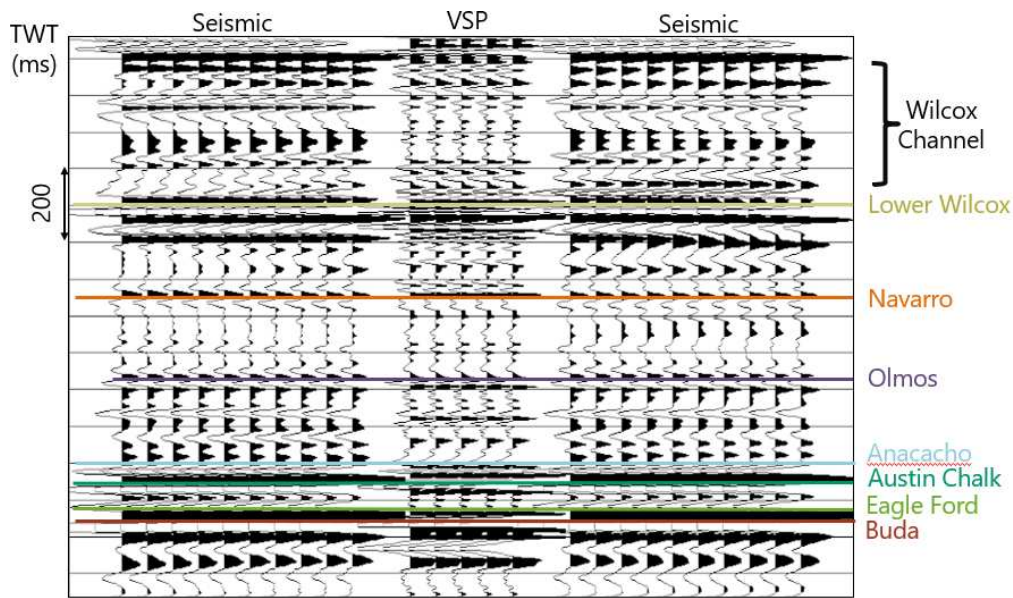 Seismic
VSP
Seismic
TWT
(ms)
Wilcox
Channel
200
Lower Wilcox
Navarro
Olmos
Anacacho
Austin Chalk
Eagle Ford
Buda